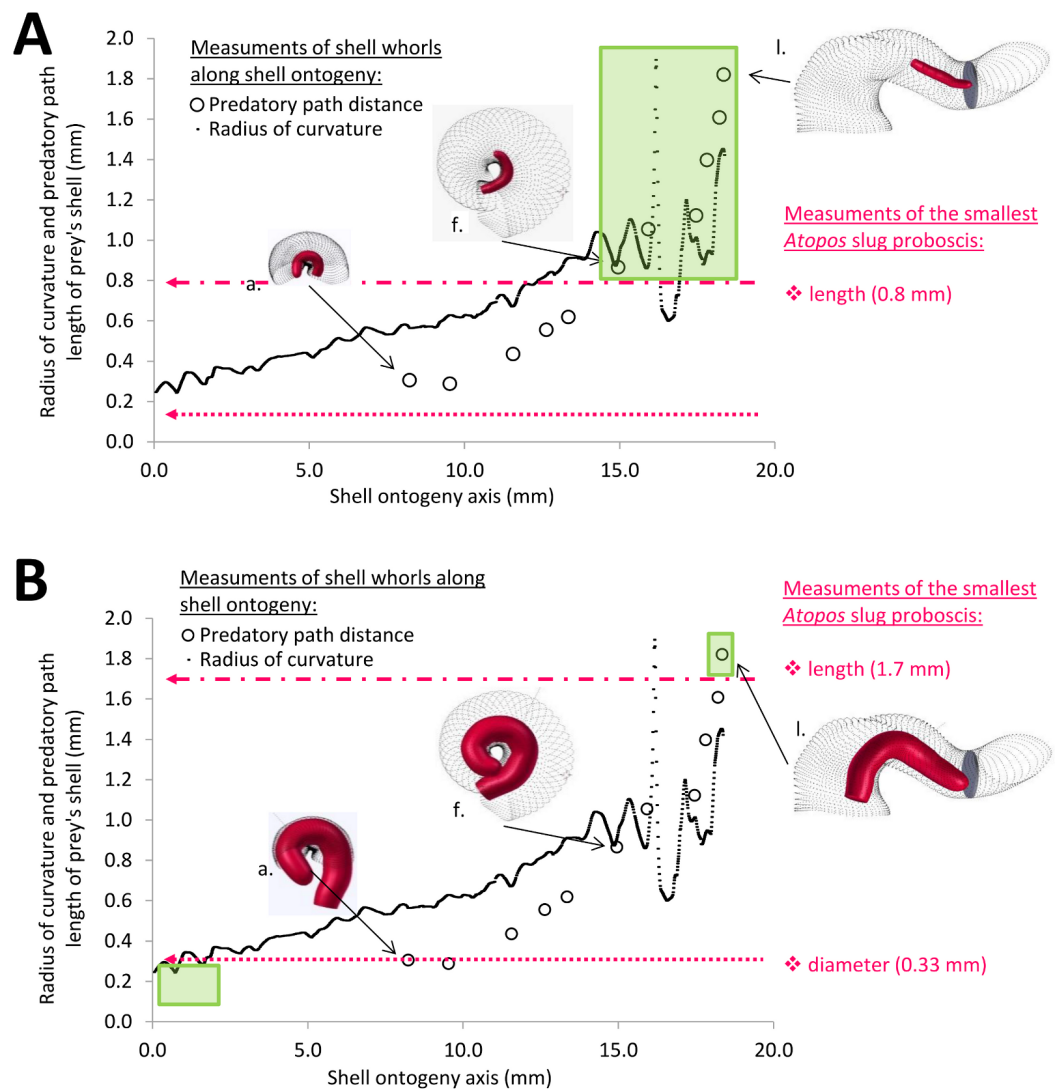 A
Measuments of shell whorls
along shell ontogeny:
Predatory path distance
Radius of curvature
Radius of curvature and predatory path
length of prey's shell (mm)
2.0
1.8
1.6
1.4
1.2
1.0
0.8
0.6
0.4
0.2
0.0
a.
f.
l.
Measuments of the smallest
Atopos slug proboscis:
❖ length (0.8 mm)
0.0
5.0
10.0
15.0
20.0
Shell ontogeny axis (mm)
B
Measuments of shell whorls along
shell ontogeny:
Predatory path distance
Radius of curvature
Radius of curvature and predatory path
length of prey's shell (mm)
2.0
1.8
1.6
1.4
1.2
1.0
0.8
0.6
0.4
0.2
0.0
a.
f.
l.
Measuments of the smallest
Atopos slug proboscis:
❖ length (1.7 mm)
❖ diameter (0.33 mm)
0.0
5.0
10.0
15.0
20.0
Shell ontogeny axis (mm)